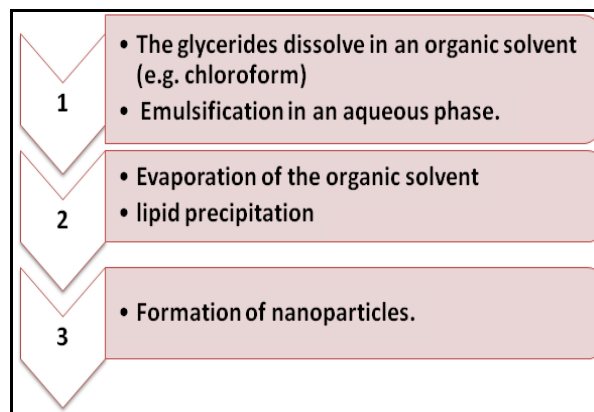 1
• The glycerides dissolve in an organic solvent
(e.g. chloroform)
• Emulsification in an aqueous phase.
2
• Evaporation of the organic solvent
• lipid precipitation
3
• Formation of nanoparticles.